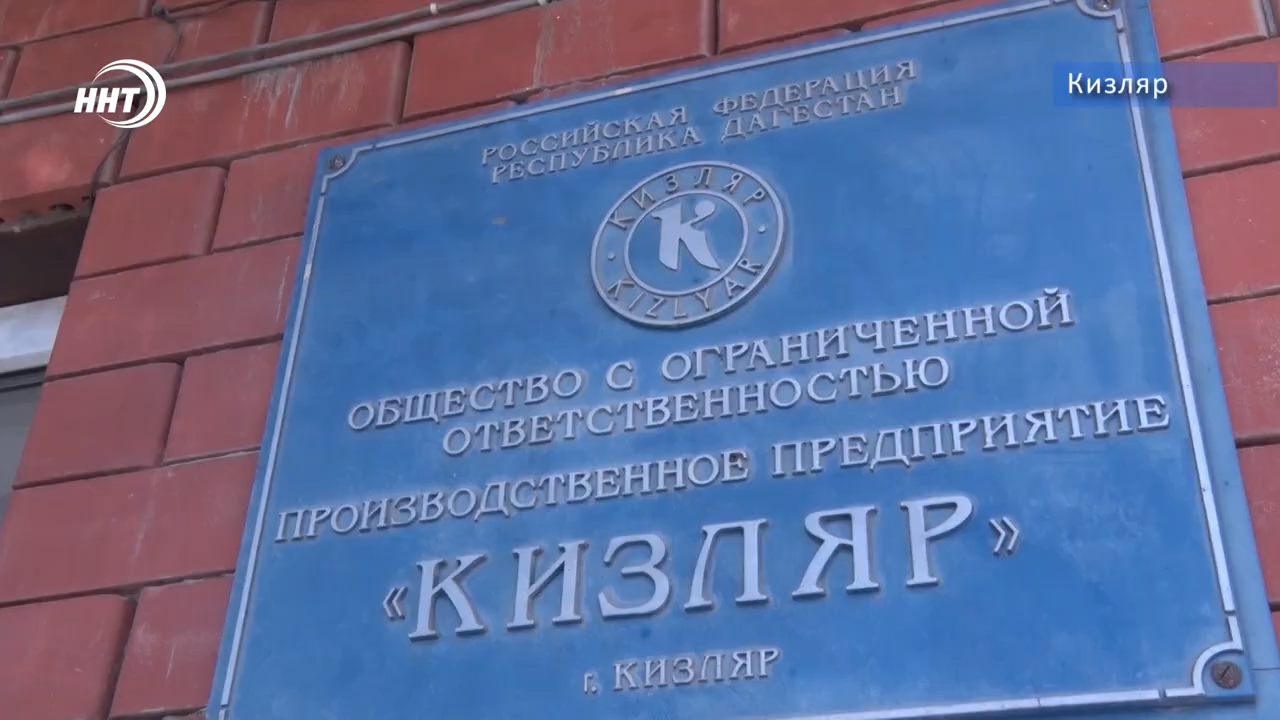 ННТ
Кизляр
РОССИЙСКАЯ ФЕДЕРАЦИЯ
РЕСПУБЛИКА ДАГЕСТАН
КИЗЛЯР
К
KIZLYAR
ОБЩЕСТВО С ОГРАНИЧЕННОЙ
ОТВЕТСТВЕННОСТЬЮ
ПРОИЗВОДСТВЕННОЕ ПРЕДПРИЯТИЕ
«КИЗЛЯР»
г. КИЗЛЯР